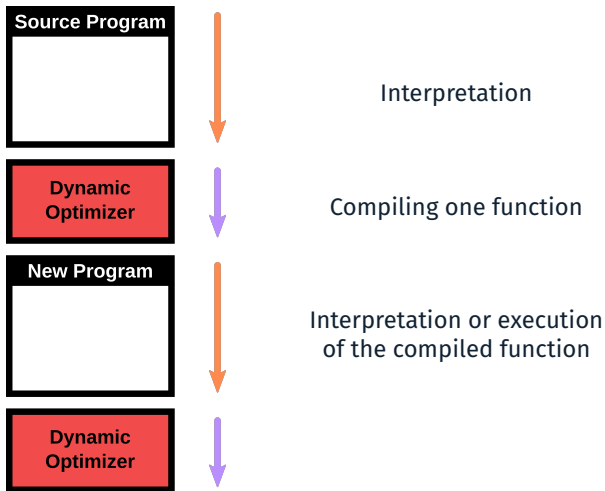 Source Program
Interpretation
Dynamic
Optimizer
Compiling one function
New Program
Interpretation or execution
of the compiled function
Dynamic
Optimizer